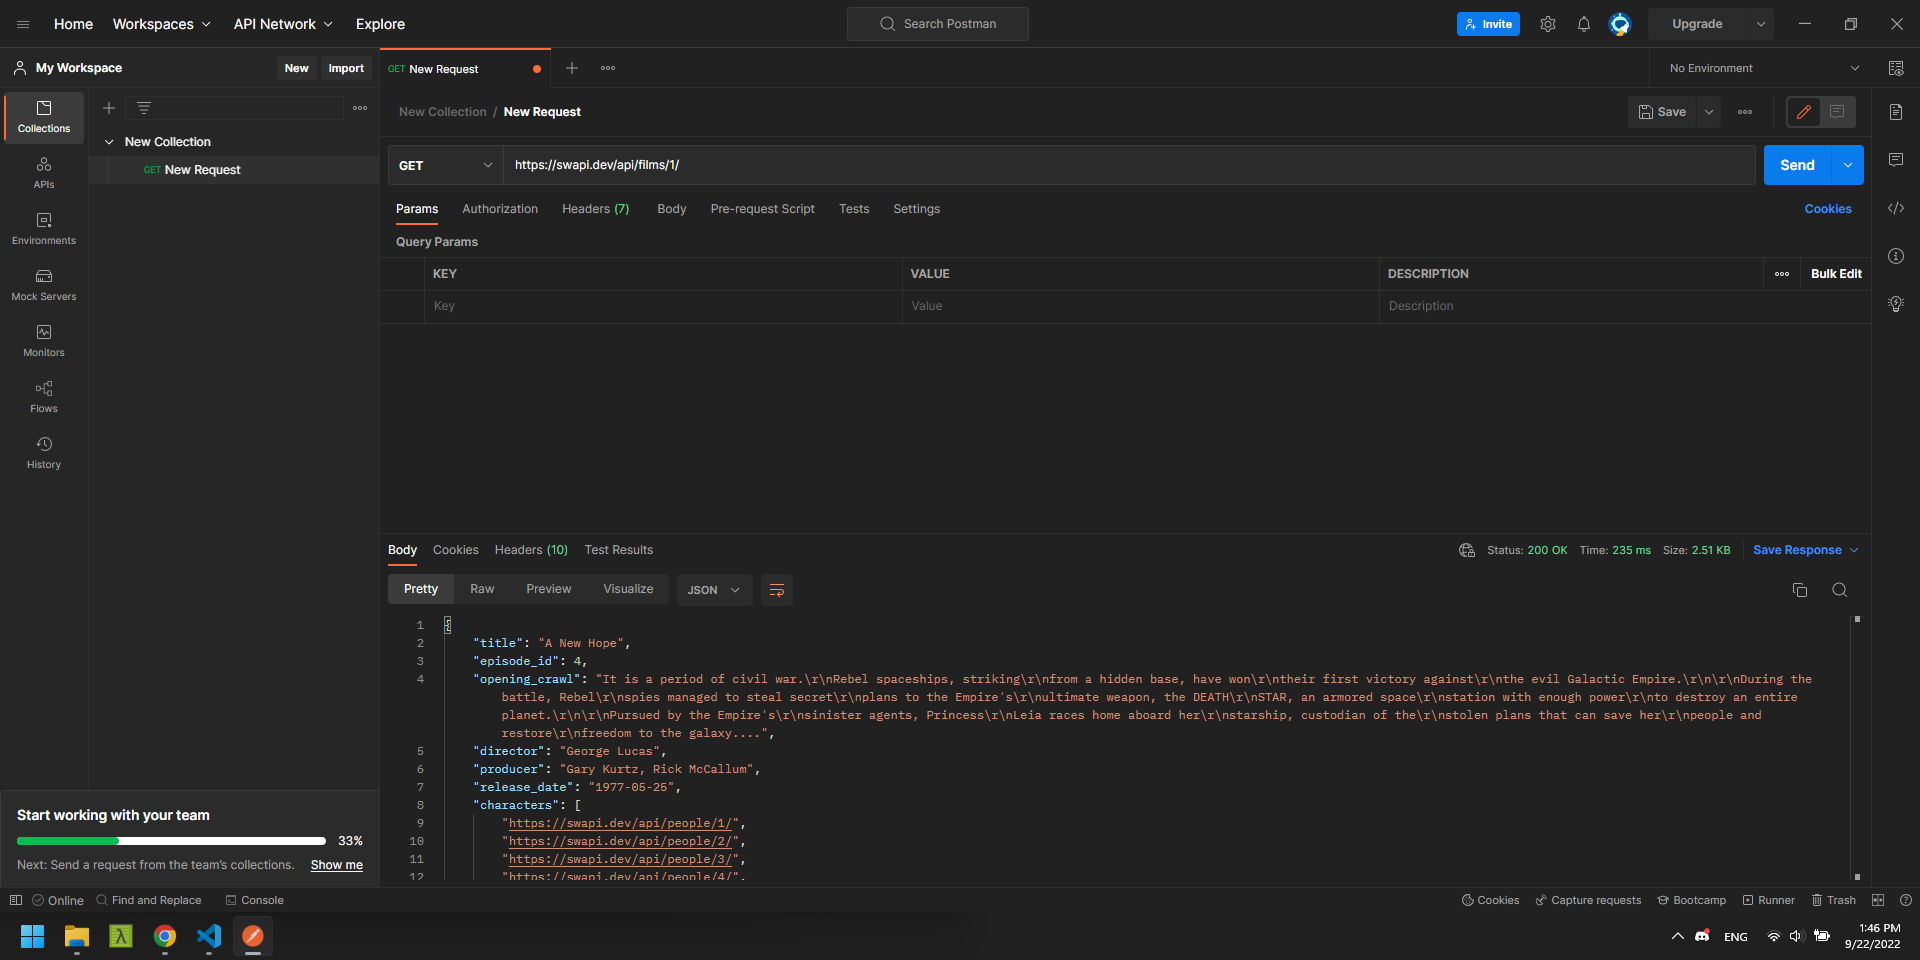 Home Workspaces API Network Explore Search Postman Invite Upgrade
My Workspace New Import GET New Request No Environment
Collections
APIs
Environments
Mock Servers
Monitors
Flows
History
New Collection
GET New Request
New Collection / New Request Save
GET https://swapi.dev/api/films/1/ Send
Params Authorization Headers (7) Body Pre-request Script Tests Settings Cookies
Query Params
KEY VALUE DESCRIPTION Bulk Edit
Key Value Description
Body Cookies Headers (10) Test Results Status: 200 OK Time: 235 ms Size: 2.51 KB Save Response
Pretty Raw Preview Visualize JSON
1 {
2 "title": "A New Hope",
3 "episode_id": 4,
4 "opening_crawl": "It is a period of civil war.\r\nRebel spaceships, striking\r\nfrom a hidden base, have won\r\ntheir first victory against\r\nthe evil Galactic Empire.\r\n\r\nDuring the
battle, Rebel\r\nspies managed to steal secret\r\nplans to the Empire's\r\nultimate weapon, the DEATH\r\nSTAR, an armored space\r\nstation with enough power\r\nto destroy an entire
planet.\r\n\r\nPursued by the Empire's\r\nsinister agents, Princess\r\nLeia races home aboard her\r\nstarship, custodian of the\r\nstolen plans that can save her\r\npeople and
restore\r\nfreedom to the galaxy....",
5 "director": "George Lucas",
6 "producer": "Gary Kurtz, Rick McCallum",
7 "release_date": "1977-05-25",
8 "characters": [
9 "https://swapi.dev/api/people/1/",
10 "https://swapi.dev/api/people/2/",
11 "https://swapi.dev/api/people/3/",
12 "https://swapi.dev/api/people/4/",
Start working with your team
33%
Next: Send a request from the team's collections. Show me
Online Find and Replace Console Cookies Capture requests Bootcamp Runner Trash
ENG 1:46 PM
9/22/2022